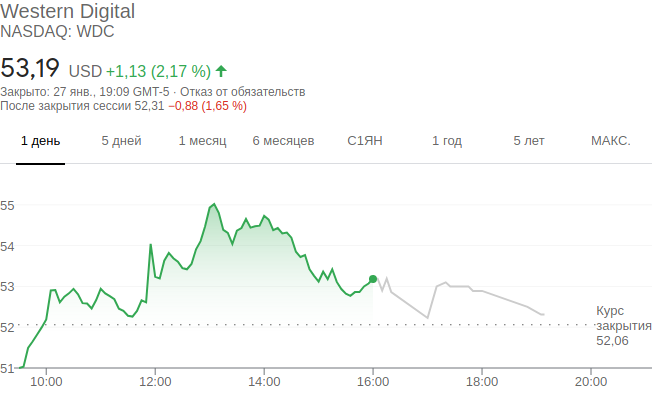 Western Digital
NASDAQ: WDC
53,19 USD +1,13 (2,17 %)
Закрыто: 27 янв., 19:09 GMT-5 · Отказ от обязательств
После закрытия сессии 52,31 −0,88 (1,65 %)
1 день 5 дней 1 месяц 6 месяцев С1ЯН 1 год 5 лет МАКС.
55
54
53
52
51
Курс
закрытия
52,06
10:00 12:00 14:00 16:00 18:00 20:00